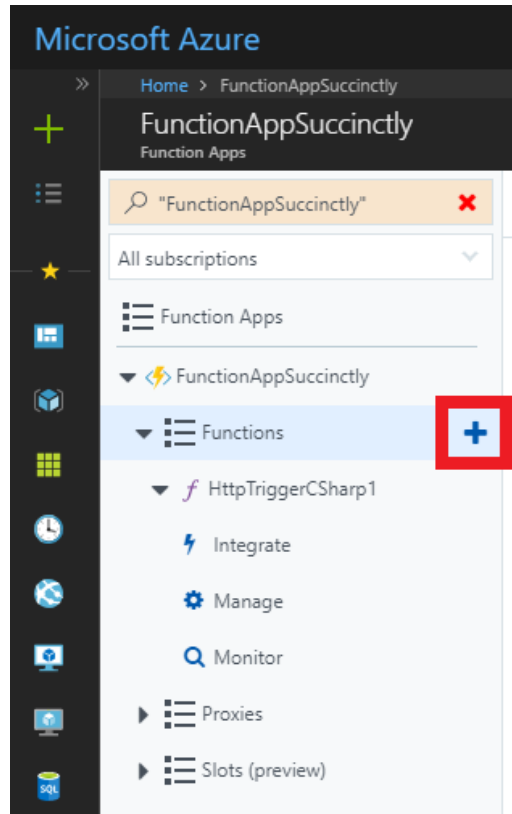 Microsoft Azure
Home > FunctionAppSuccinctly
FunctionAppSuccinctly
Function Apps
"FunctionAppSuccinctly"
All subscriptions
Function Apps
FunctionAppSuccinctly
Functions
HttpTriggerCSharp1
Integrate
Manage
Monitor
Proxies
Slots (preview)
SQL